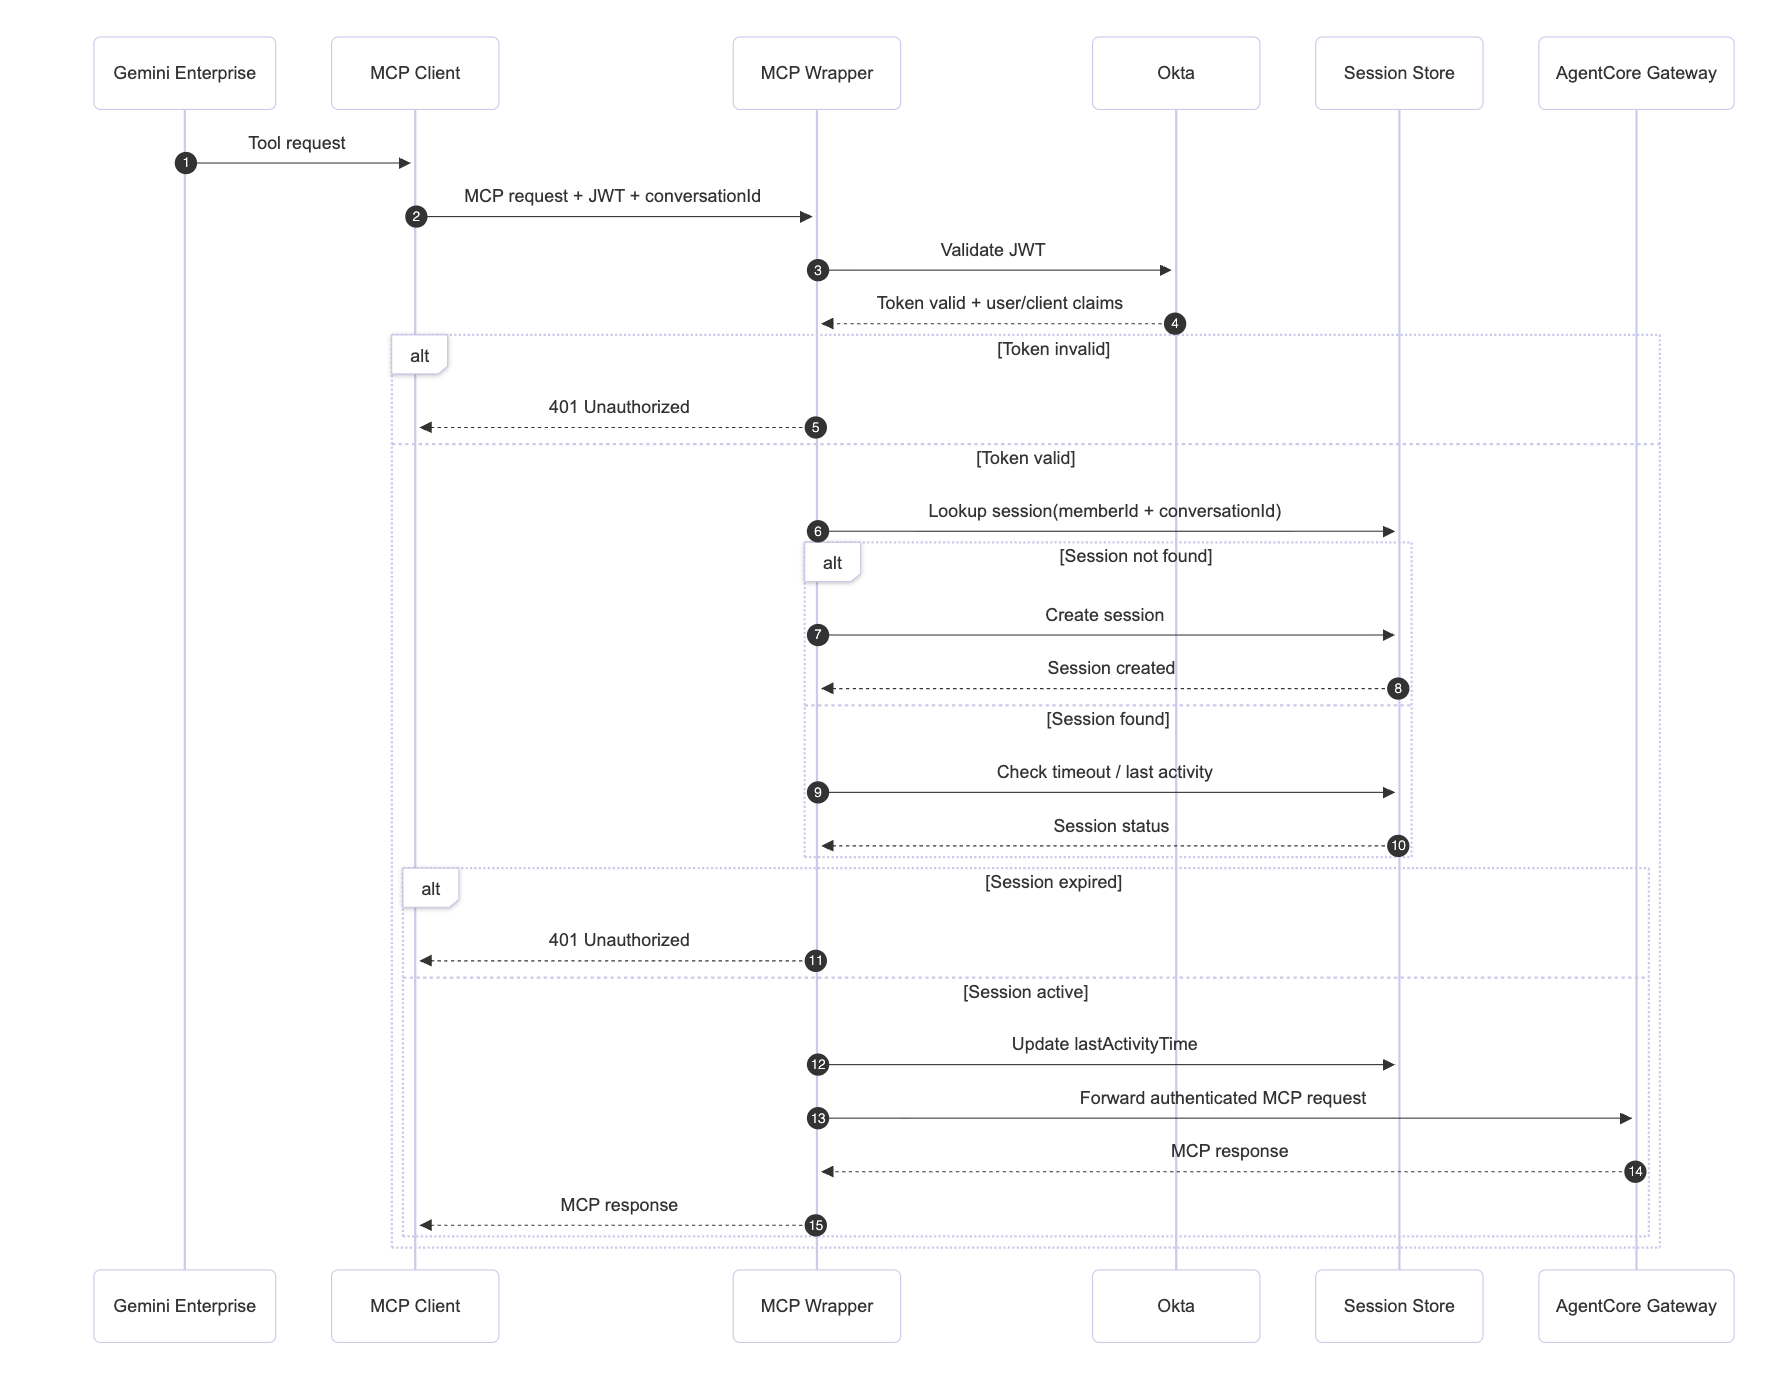 Gemini Enterprise
MCP Client
MCP Wrapper
Okta
Session Store
AgentCore Gateway
Tool request
1
MCP request + JWT + conversationId
2
Validate JWT
3
Token valid + user/client claims
4
alt
[Token invalid]
401 Unauthorized
5
[Token valid]
Lookup session(memberId + conversationId)
6
alt
[Session not found]
Create session
7
Session created
8
[Session found]
Check timeout / last activity
9
Session status
10
alt
[Session expired]
401 Unauthorized
11
[Session active]
Update lastActivityTime
12
Forward authenticated MCP request
13
MCP response
14
MCP response
15
Gemini Enterprise
MCP Client
MCP Wrapper
Okta
Session Store
AgentCore Gateway